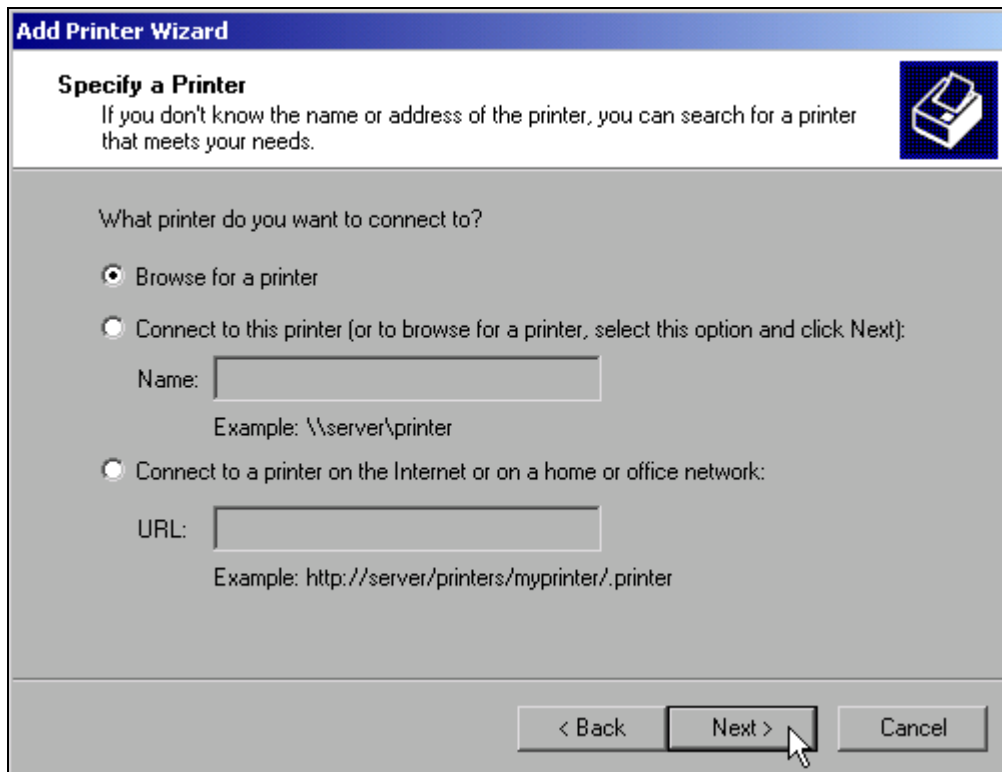 Add Printer Wizard
Specify a Printer
If you don't know the name or address of the printer, you can search for a printer
that meets your needs.
What printer do you want to connect to?
Browse for a printer
Connect to this printer (or to browse for a printer, select this option and click Next):
Name:
Example: \\server\printer
Connect to a printer on the Internet or on a home or office network:
URL:
Example: http://server/printers/myprinter/.printer
< Back Next > Cancel